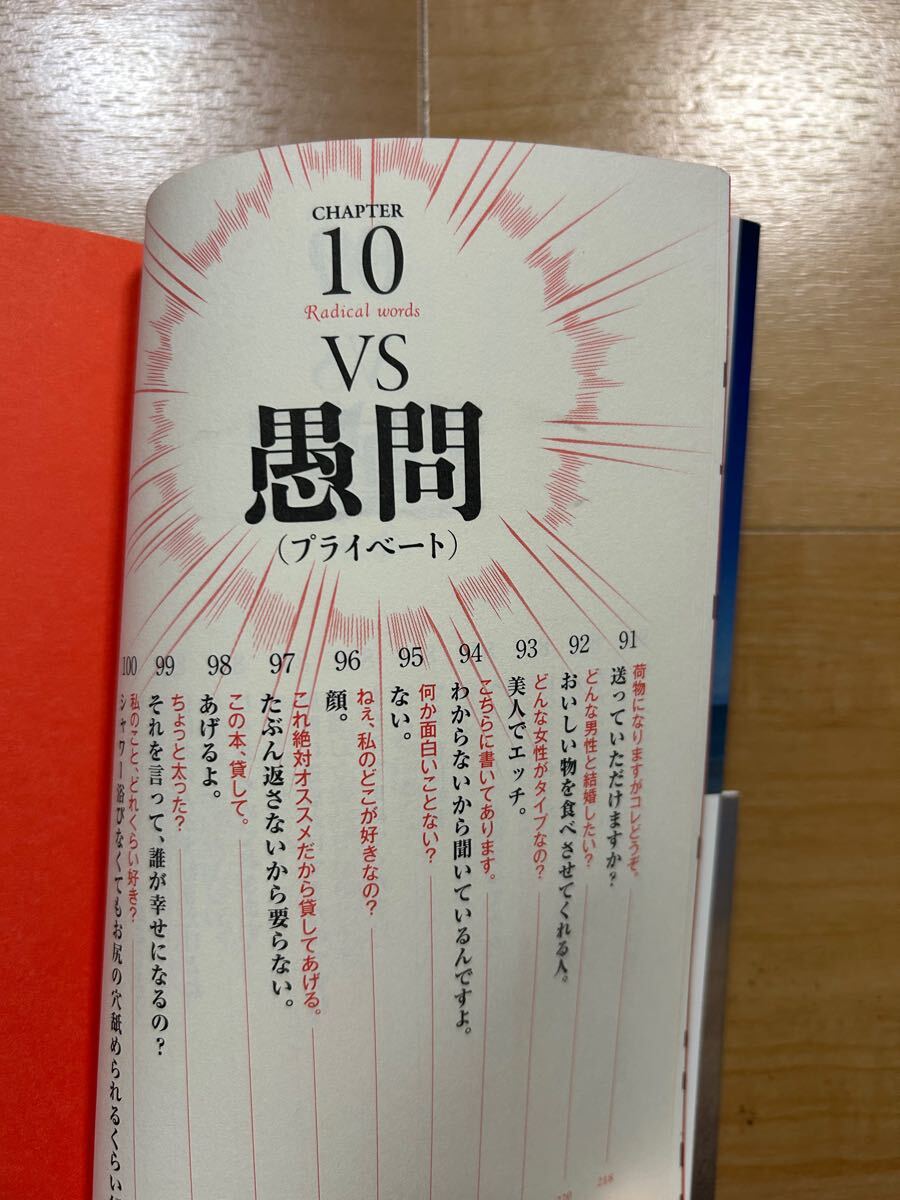 CHAPTER
10
Radical words
VS
愚問
(プライベート)
91
荷物になりますがコレどうぞ。
送っていただけますか?
92
どんな男性と結婚したい?
おいしい物を食べさせてくれる人。
93
どんな女性がタイプなの?
美人でエッチ。
94
こちらに書いてあります。
わからないから聞いているんですよ。
95
何か面白いことない?
ない。
96
ねぇ、私のどこが好きなの?
顔。
97
これ絶対オススメだから貸してあげる。
たぶん返さないから要らない。
98
この本、貸して。
あげるよ。
99
ちょっと太った?
それを言って、誰が幸せになるの?
100
私のこと、どれくらい好き?
シャワー浴びなくてもお尻の穴舐められるくらい
218
220